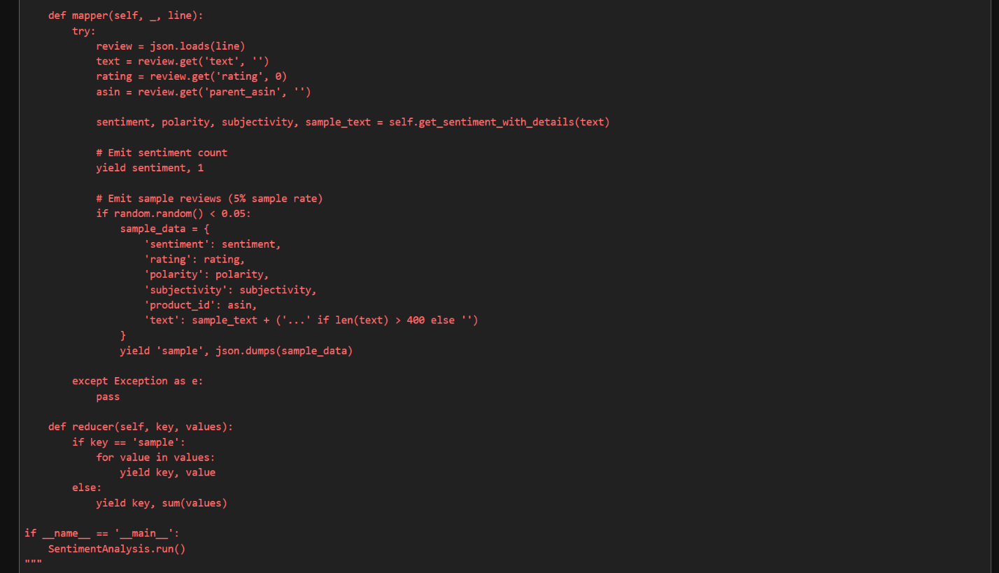 def mapper(self, _, line):
        try:
            review = json.loads(line)
            text = review.get('text', '')
            rating = review.get('rating', 0)
            asin = review.get('parent_asin', '')

            sentiment, polarity, subjectivity, sample_text = self.get_sentiment_with_details(text)

            # Emit sentiment count
            yield sentiment, 1

            # Emit sample reviews (5% sample rate)
            if random.random() < 0.05:
                sample_data = {
                    'sentiment': sentiment,
                    'rating': rating,
                    'polarity': polarity,
                    'subjectivity': subjectivity,
                    'product_id': asin,
                    'text': sample_text + ('...' if len(text) > 400 else '')
                }
                yield 'sample', json.dumps(sample_data)

        except Exception as e:
            pass

    def reducer(self, key, values):
        if key == 'sample':
            for value in values:
                yield key, value
        else:
            yield key, sum(values)

if __name__ == '__main__':
    SentimentAnalysis.run()
"""